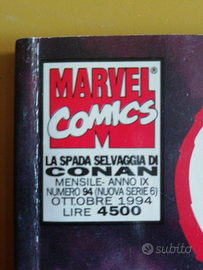 MARVEL®
COMICS
M
LA SPADA SELVAGGIA DI
CONAN
MENSILE - ANNO IX
NUMERO 94 (NUOVA SERIE 6)
OTTOBRE 1994
LIRE 4500
subito